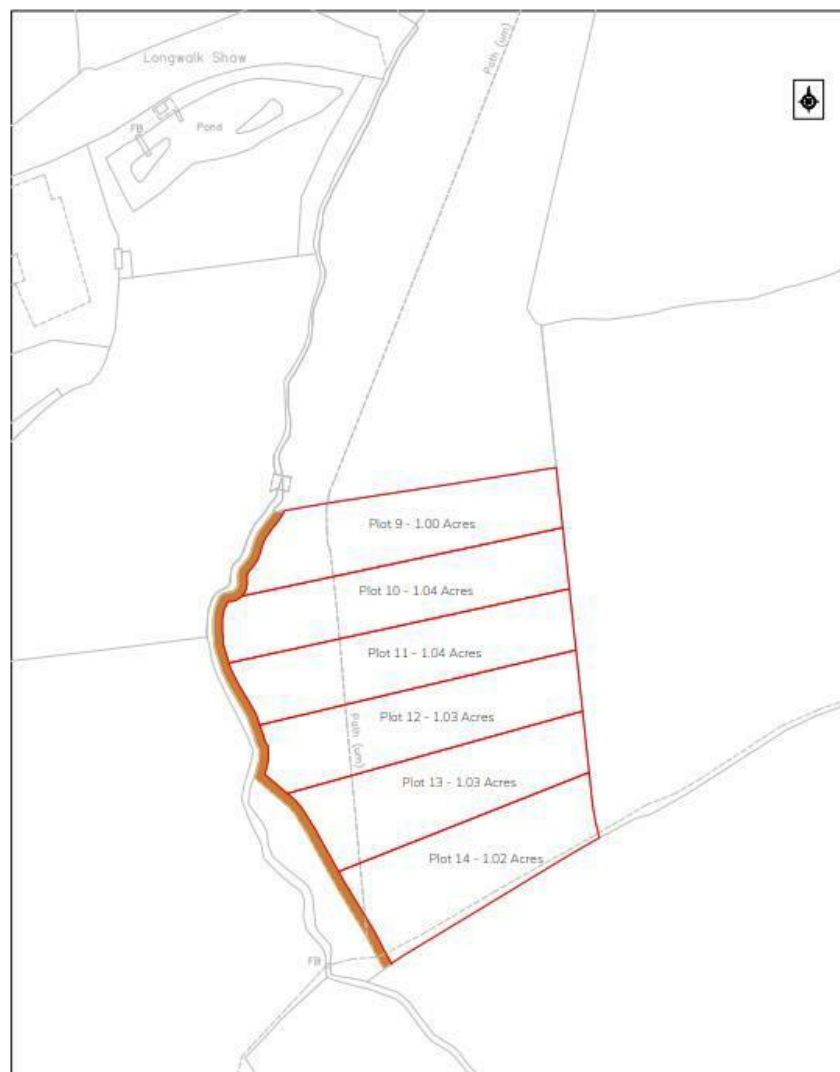 Longwalk Shaw
Path (um)
FB
Pond
Plot 9 - 1.00 Acres
Plot 10 - 1.04 Acres
Plot 11 - 1.04 Acres
Plot 12 - 1.03 Acres
Path (um)
Plot 13 - 1.03 Acres
Plot 14 - 1.02 Acres
FB